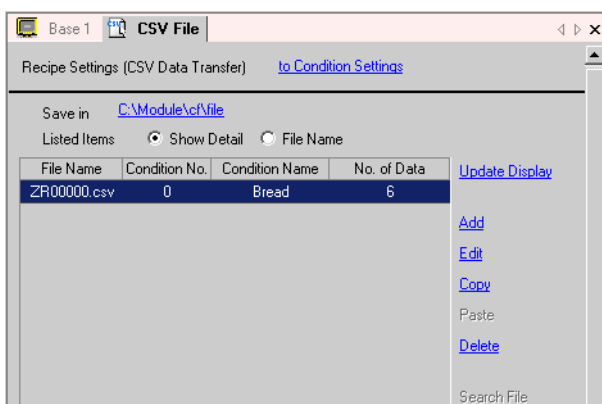 Base 1 CSV File
Recipe Settings (CSV Data Transfer) to Condition Settings
Save in C:\Module\cf\file
Listed Items Show Detail File Name
File Name Condition No. Condition Name No. of Data
ZR00000.csv 0 Bread 6
Update Display
Add
Edit
Copy
Paste
Delete
Search File